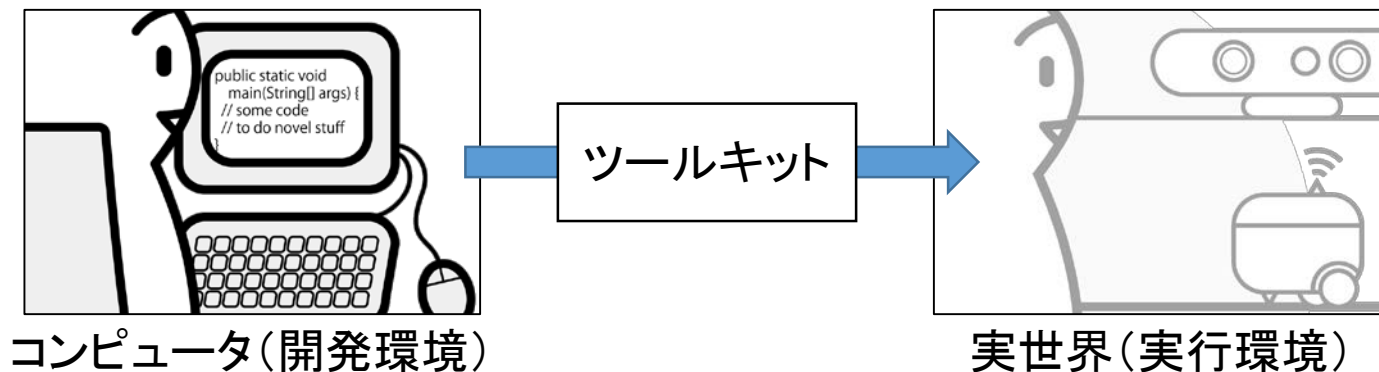 public static void
main(String[] args) {
// some code
// to do novel stuff
}
ツールキット
コンピュータ(開発環境)
実世界(実行環境)